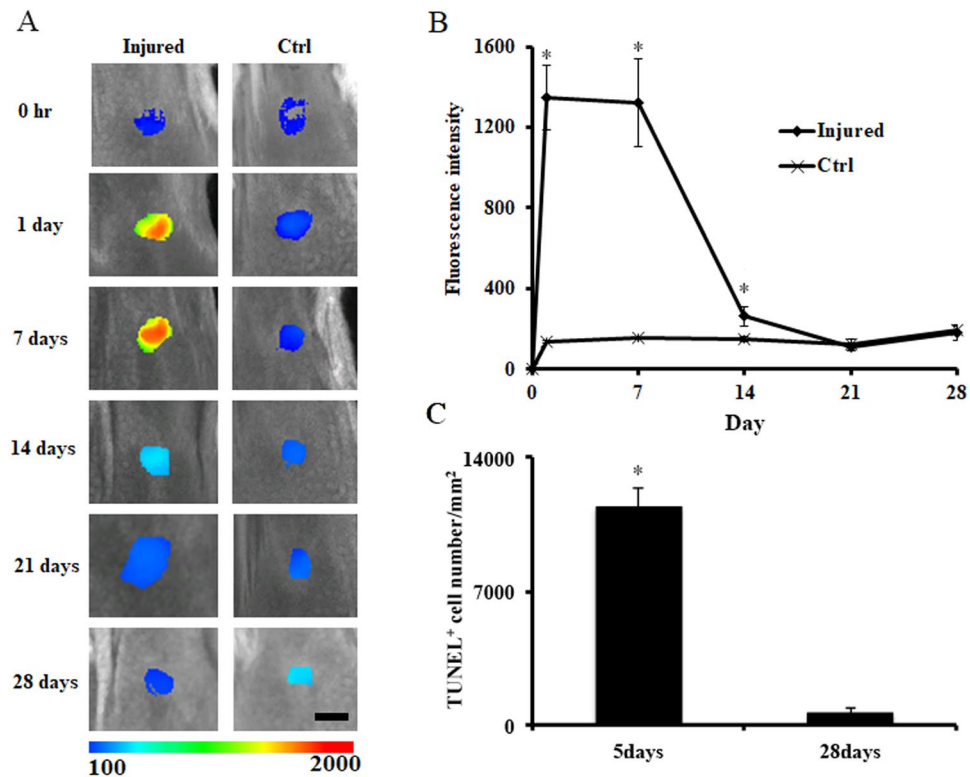 A
Injured Ctrl
0 hr
1 day
7 days
14 days
21 days
28 days
100 2000
B
1600
1200
800
400
0
Fluorescence intensity
* * *
Injured
Ctrl
0 7 14 21 28
Day
C
14000
7000
0
TUNEL⁺ cell number/mm²
*
5days 28days